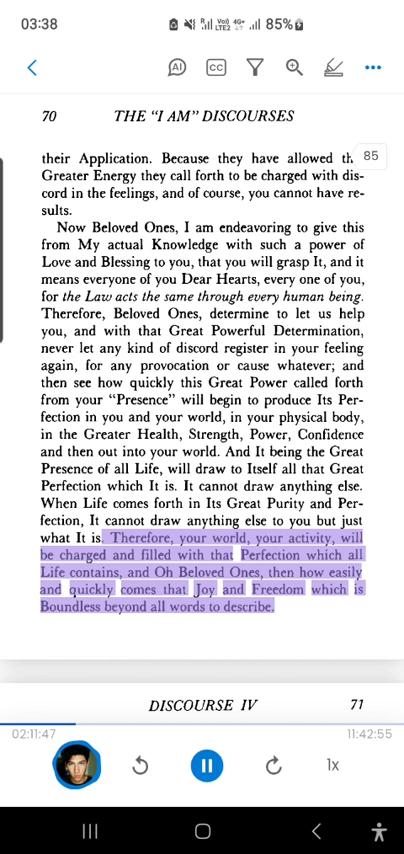 03:38
R Vo)) LTE2 4G+ 85%
AI CC
70 THE "I AM" DISCOURSES
85
their Application. Because they have allowed th
Greater Energy they call forth to be charged with dis-
cord in the feelings, and of course, you cannot have re-
sults.
Now Beloved Ones, I am endeavoring to give this
from My actual Knowledge with such a power of
Love and Blessing to you, that you will grasp It, and it
means everyone of you Dear Hearts, every one of you,
for the Law acts the same through every human being.
Therefore, Beloved Ones, determine to let us help
you, and with that Great Powerful Determination,
never let any kind of discord register in your feeling
again, for any provocation or cause whatever; and
then see how quickly this Great Power called forth
from your "Presence" will begin to produce Its Per-
fection in you and your world, in your physical body,
in the Greater Health, Strength, Power, Confidence
and then out into your world. And It being the Great
Presence of all Life, will draw to Itself all that Great
Perfection which It is. It cannot draw anything else.
When Life comes forth in Its Great Purity and Per-
fection, It cannot draw anything else to you but just
what It is. Therefore, your world, your activity, will
be charged and filled with that Perfection which all
Life contains, and Oh Beloved Ones, then how easily
and quickly comes that Joy and Freedom which is
Boundless beyond all words to describe.
DISCOURSE IV 71
02:11:47 11:42:55
1x